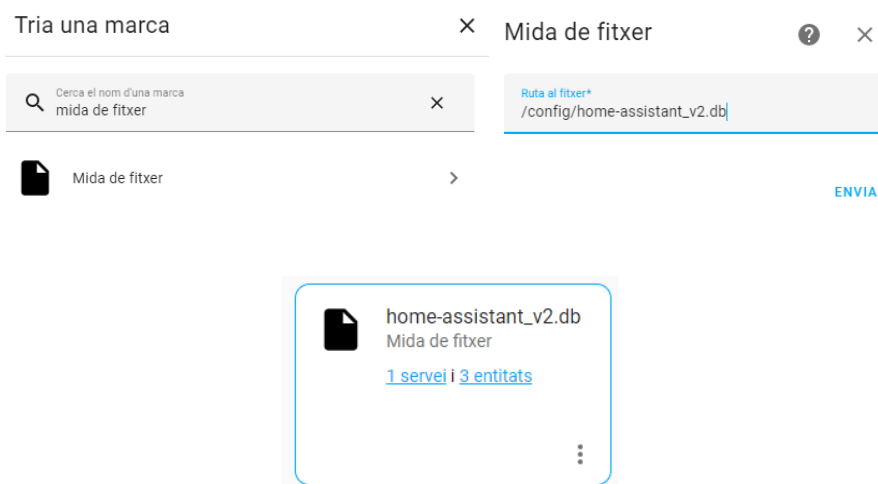 Tria una marca
Cerca el nom d'una marca
mida de fitxer
Mida de fitxer
Mida de fitxer
Ruta al fitxer*
/config/home-assistant_v2.db
ENVIA
home-assistant_v2.db
Mida de fitxer
1 servei i 3 entitats